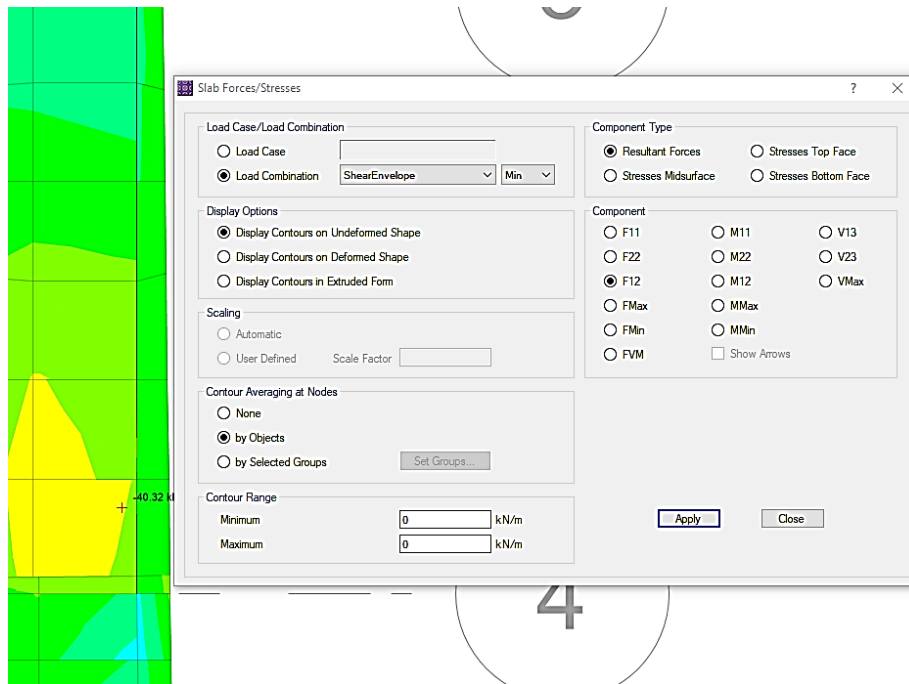 Slab Forces/Stresses
?
Load Case/Load Combination
Load Case
Load Combination
ShearEnvelope
Min
Component Type
Resultant Forces
Stresses Top Face
Stresses Midsurface
Stresses Bottom Face
Display Options
Display Contours on Undeformed Shape
Display Contours on Deformed Shape
Display Contours in Extruded Form
Component
F11
M11
V13
F22
M22
V23
F12
M12
VMax
FMax
MMax
FMin
MMin
FVM
Show Arrows
Scaling
Automatic
User Defined
Scale Factor
Contour Averaging at Nodes
None
by Objects
by Selected Groups
Set Groups...
Contour Range
Minimum
0
kN/m
Maximum
0
kN/m
Apply
Close
-40.32
4